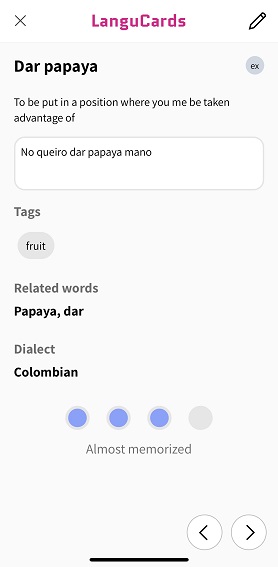 LanguCards
Dar papaya
ex
To be put in a position where you me be taken
advantage of
No queiro dar papaya mano
Tags
fruit
Related words
Papaya, dar
Dialect
Colombian
Almost memorized